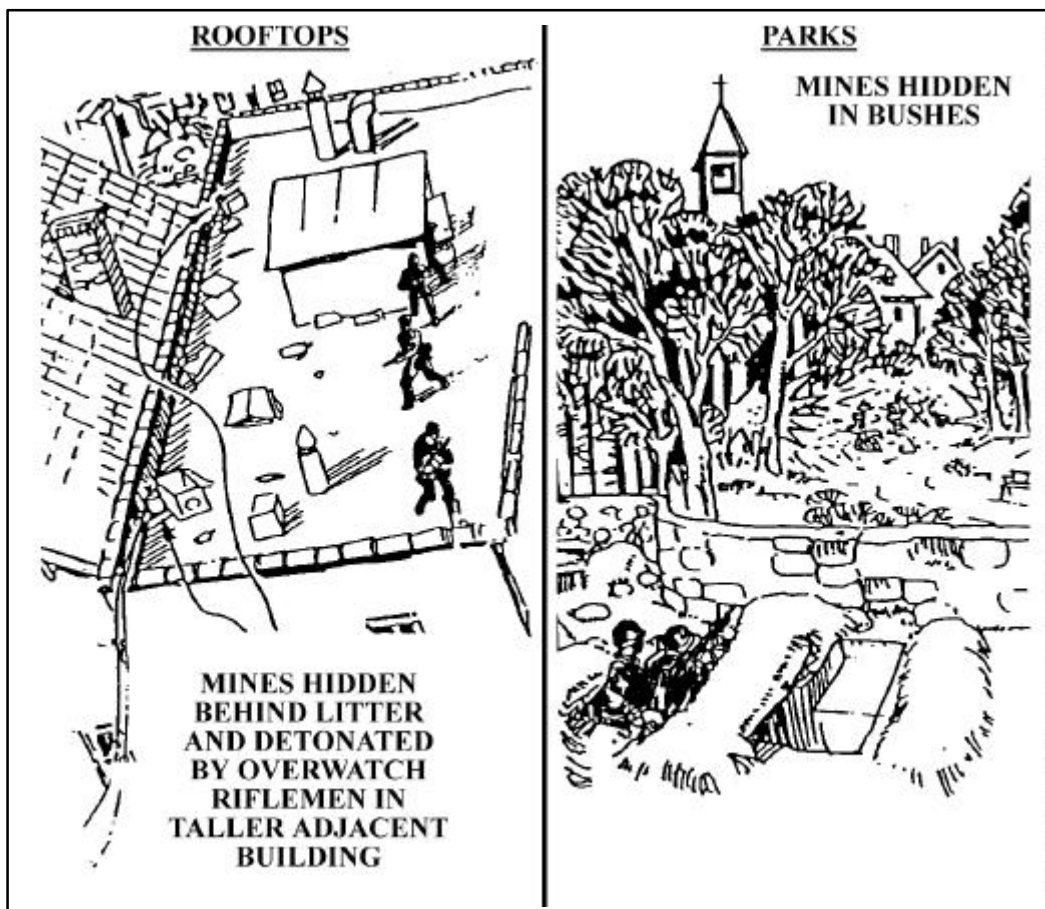 ROOFTOPS
MINES HIDDEN
BEHIND LITTER
AND DETONATED
BY OVERWATCH
RIFLEMEN IN
TALLER ADJACENT
BUILDING
PARKS
MINES HIDDEN
IN BUSHES